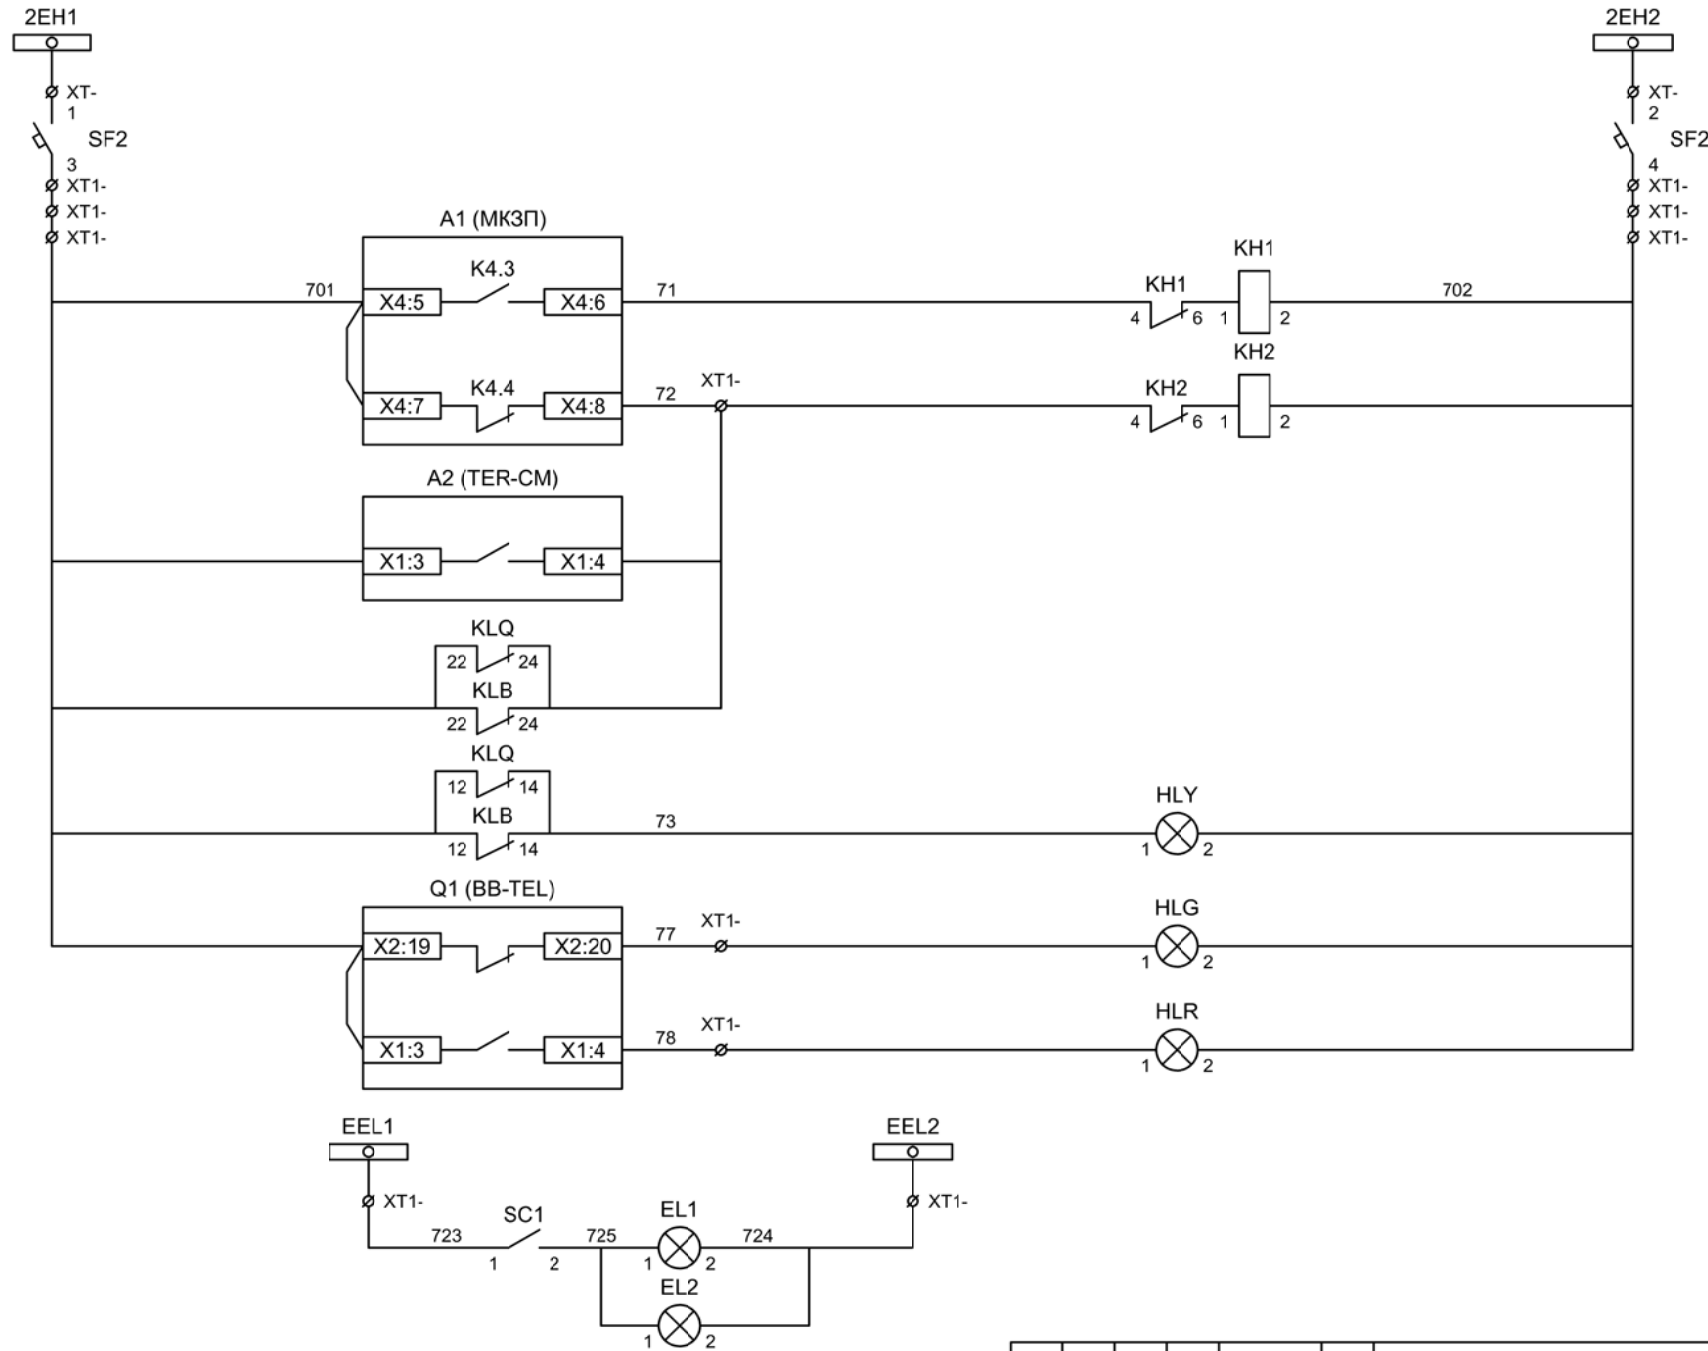 2EH1
2EH2
XT-
XT-
1
2
SF2
SF2
3
4
XT1-
XT1-
XT1-
XT1-
XT1-
XT1-
A1 (МКЗП)
K4.3
KH1
KH1
701
X4:5
X4:6
71
4
6
1
2
702
K4.4
XT1-
KH2
KH2
X4:7
X4:8
72
4
6
1
2
A2 (TER-CM)
X1:3
X1:4
KLQ
22
24
KLB
22
24
KLQ
12
14
KLB
12
14
73
HLY
1
2
Q1 (BB-TEL)
X2:19
X2:20
77
XT1-
HLG
1
2
X1:3
X1:4
78
XT1-
HLR
1
2
EEL1
EEL2
XT1-
XT1-
723
SC1
1
2
725
EL1
1
2
724
EL2
1
2